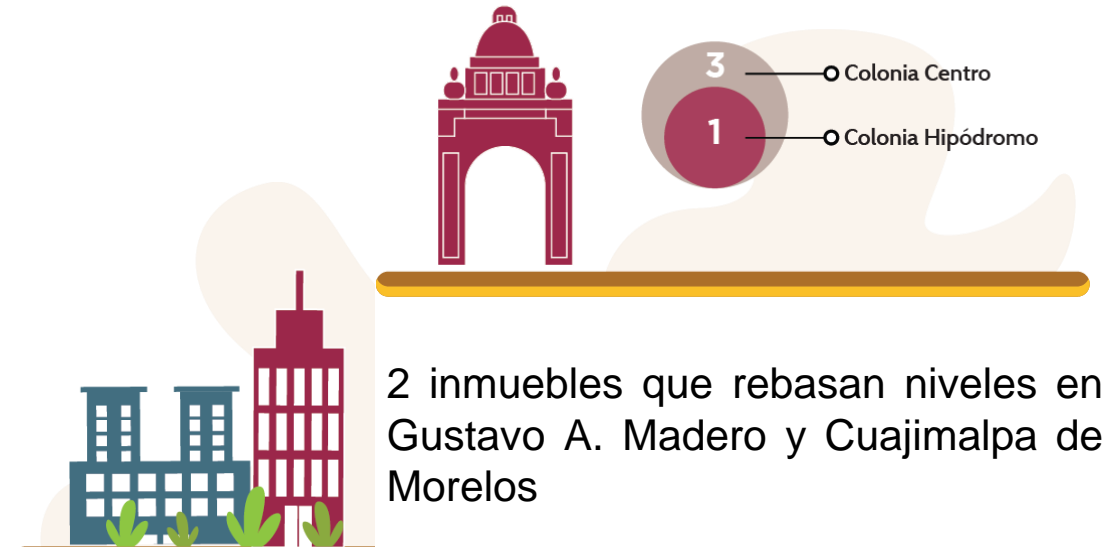 3 Colonia Centro
1 Colonia Hipódromo
2 inmuebles que rebasan niveles en
Gustavo A. Madero y Cuajimalpa de
Morelos